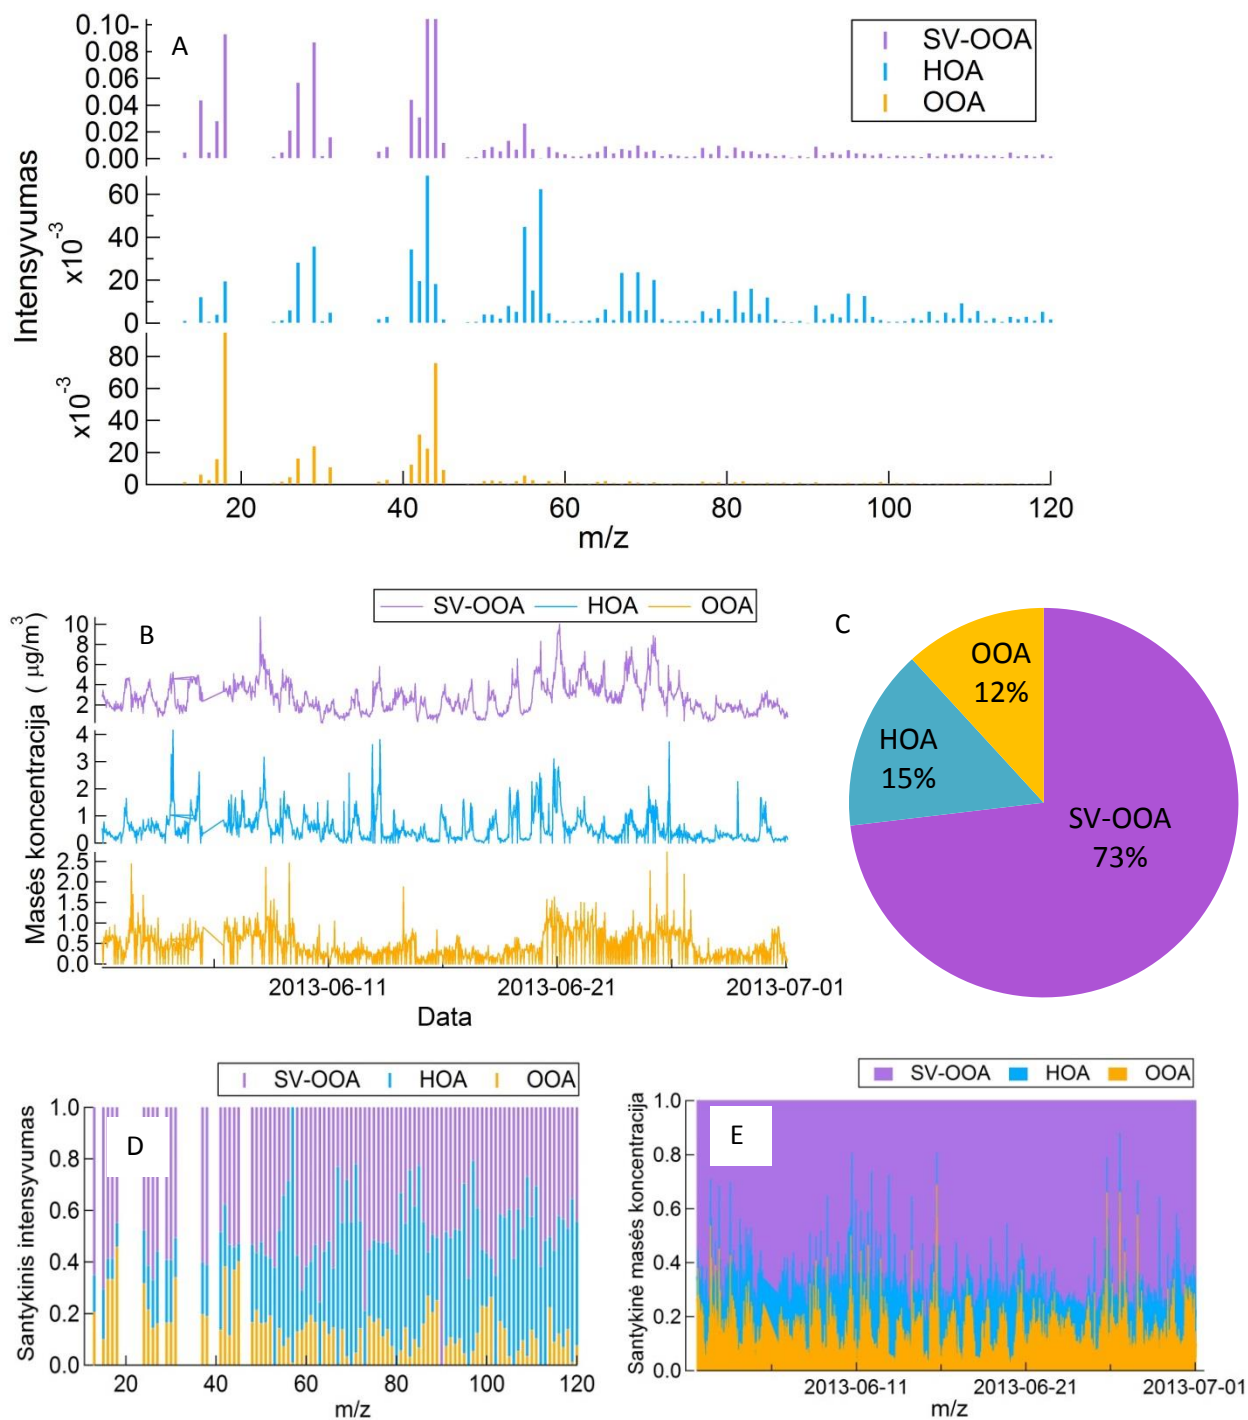 A
SV-OOA
HOA
OOA
0.10-
0.08
0.06
0.04
0.02
0.00
Intensyvumas
60
40
20
0
x10⁻³
80
60
40
20
0
x10⁻³
20 40 60 80 100 120
m/z
B
SV-OOA HOA OOA
Masės koncentracija ( µg/m³)
10
8
6
4
2
4
3
2
1
0
2.5
2.0
1.5
1.0
0.5
0.0
2013-06-11 2013-06-21 2013-07-01
Data
C
OOA
12%
HOA
15%
SV-OOA
73%
SV-OOA HOA OOA
D
Santykinis intensyvumas
1.0
0.8
0.6
0.4
0.2
0.0
20 40 60 80 100 120
m/z
SV-OOA HOA OOA
E
Santykinė masės koncentracija
1.0
0.8
0.6
0.4
0.2
0.0
2013-06-11 2013-06-21 2013-07-01
m/z